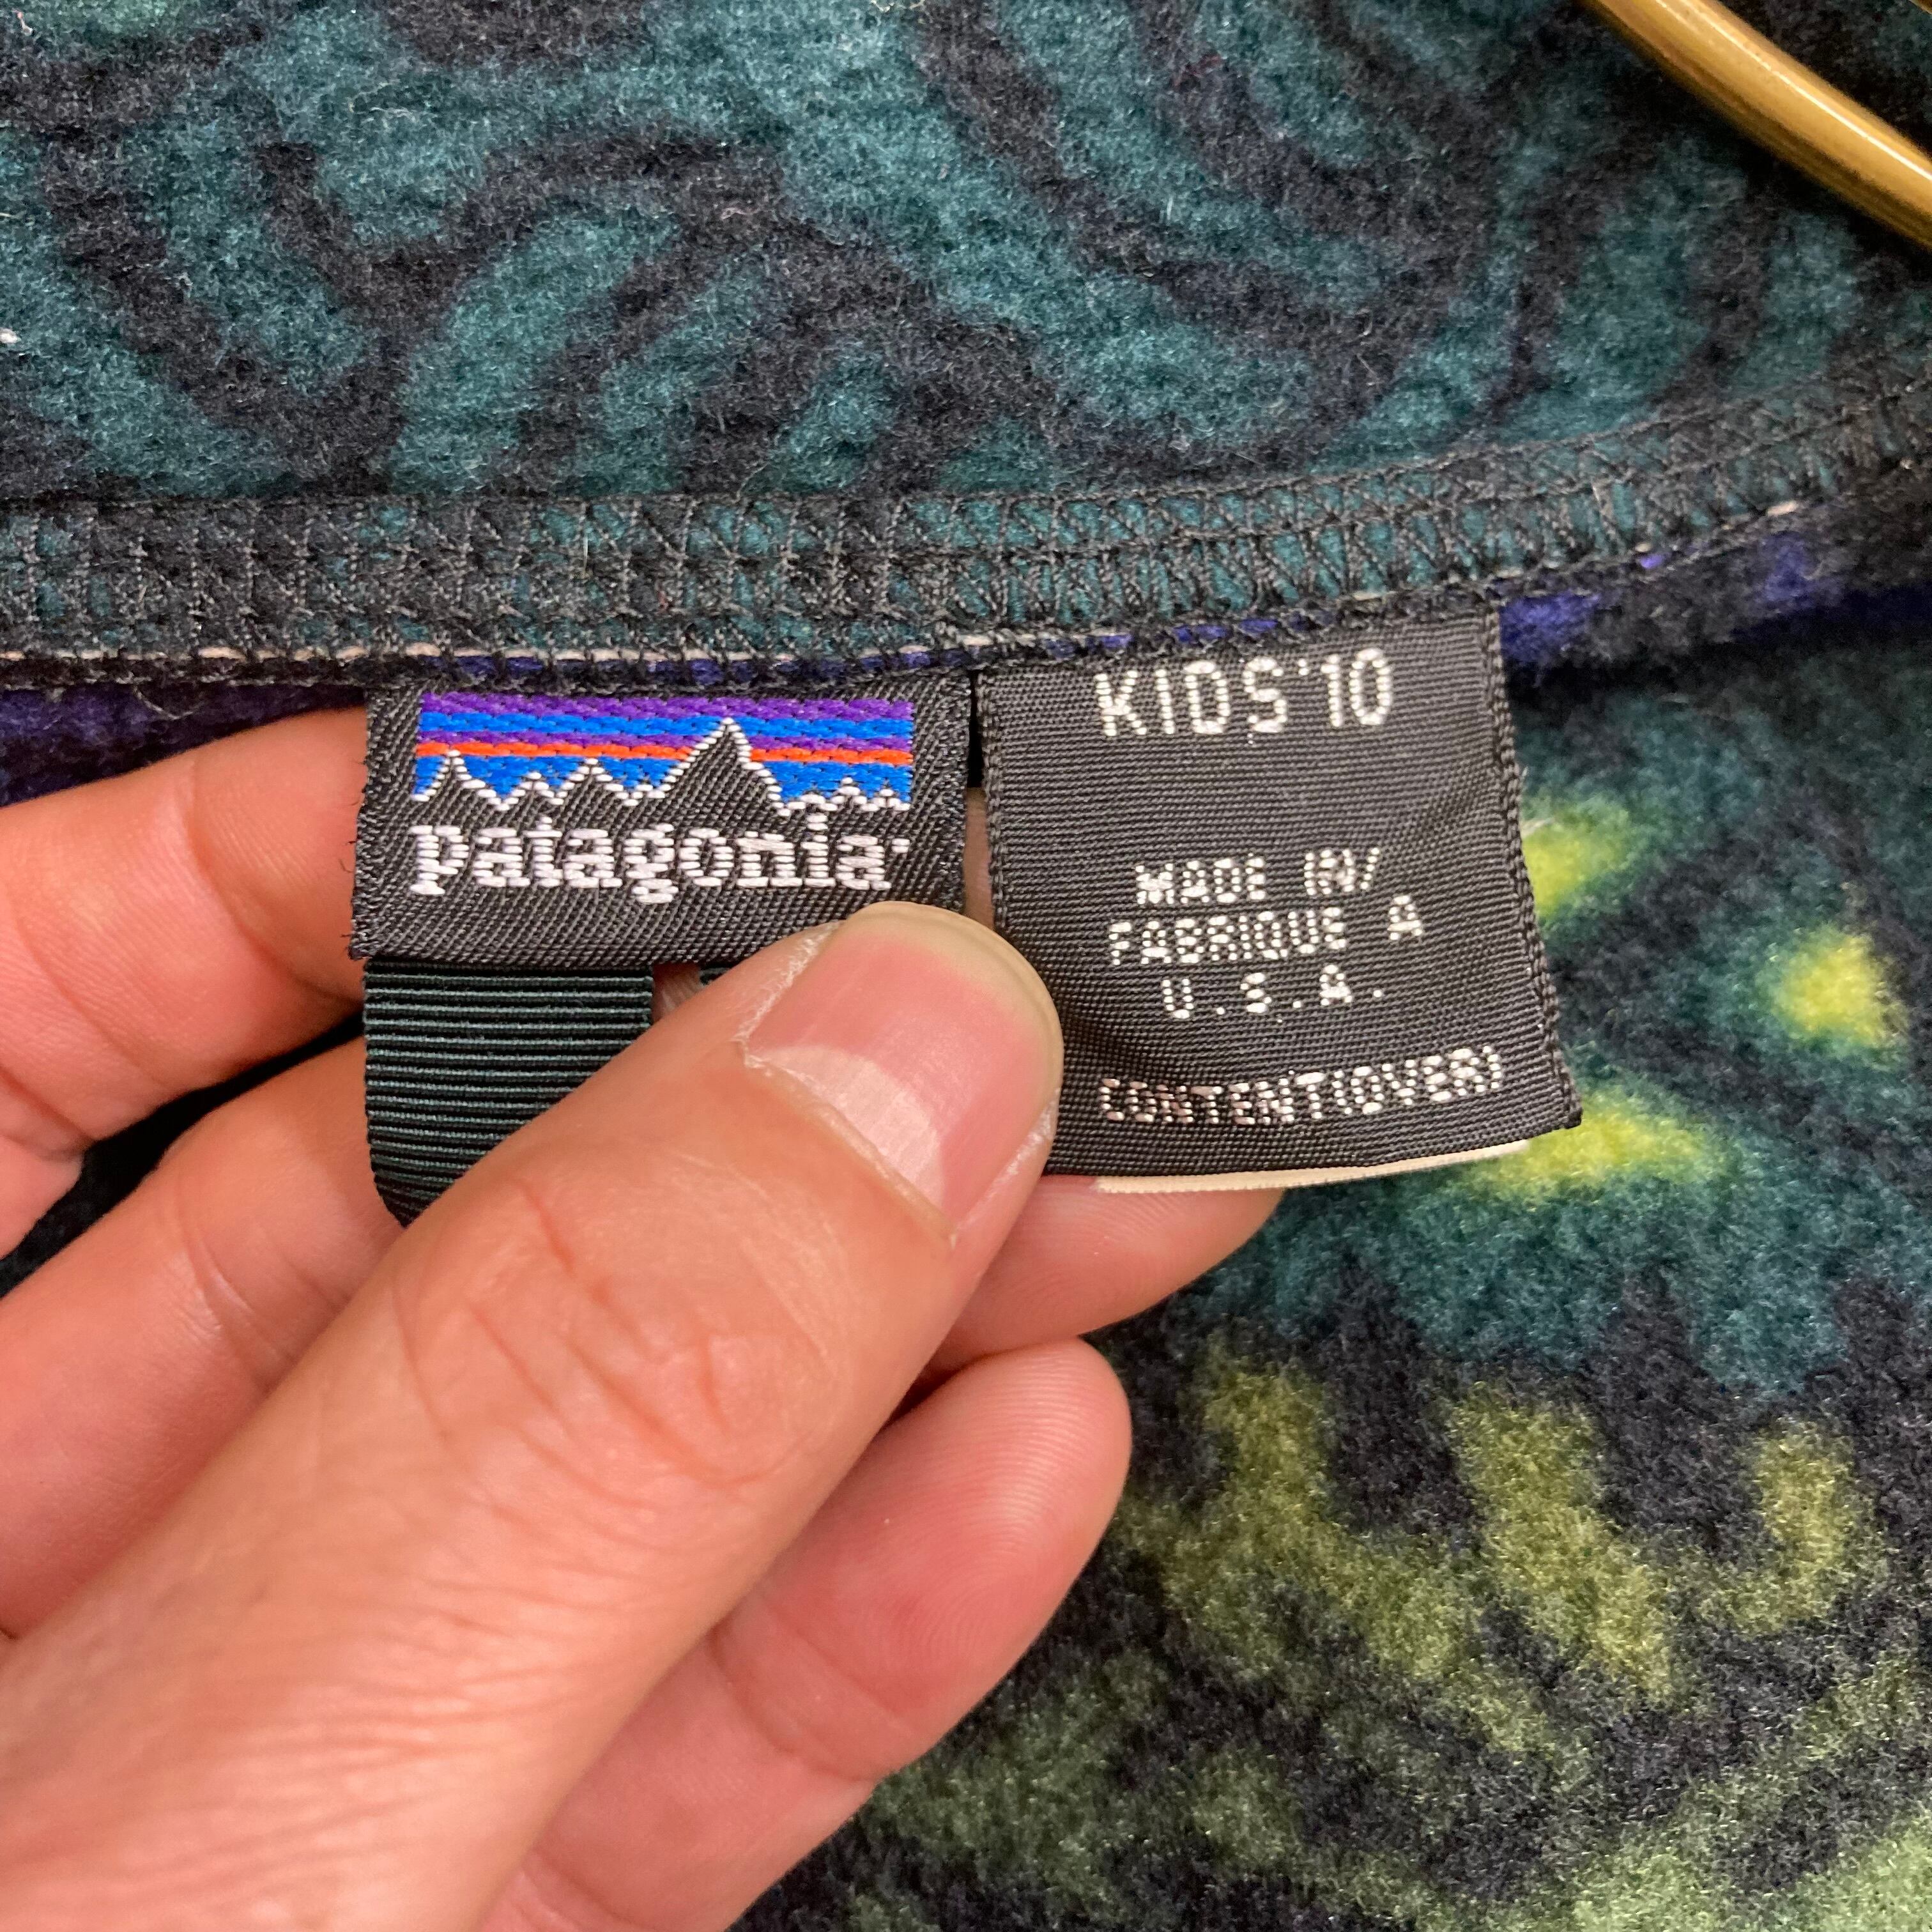 patagonia
KIDS'10
MADE IN/
FABRIQUE A
U.S.A.
CONTENT(OVER)